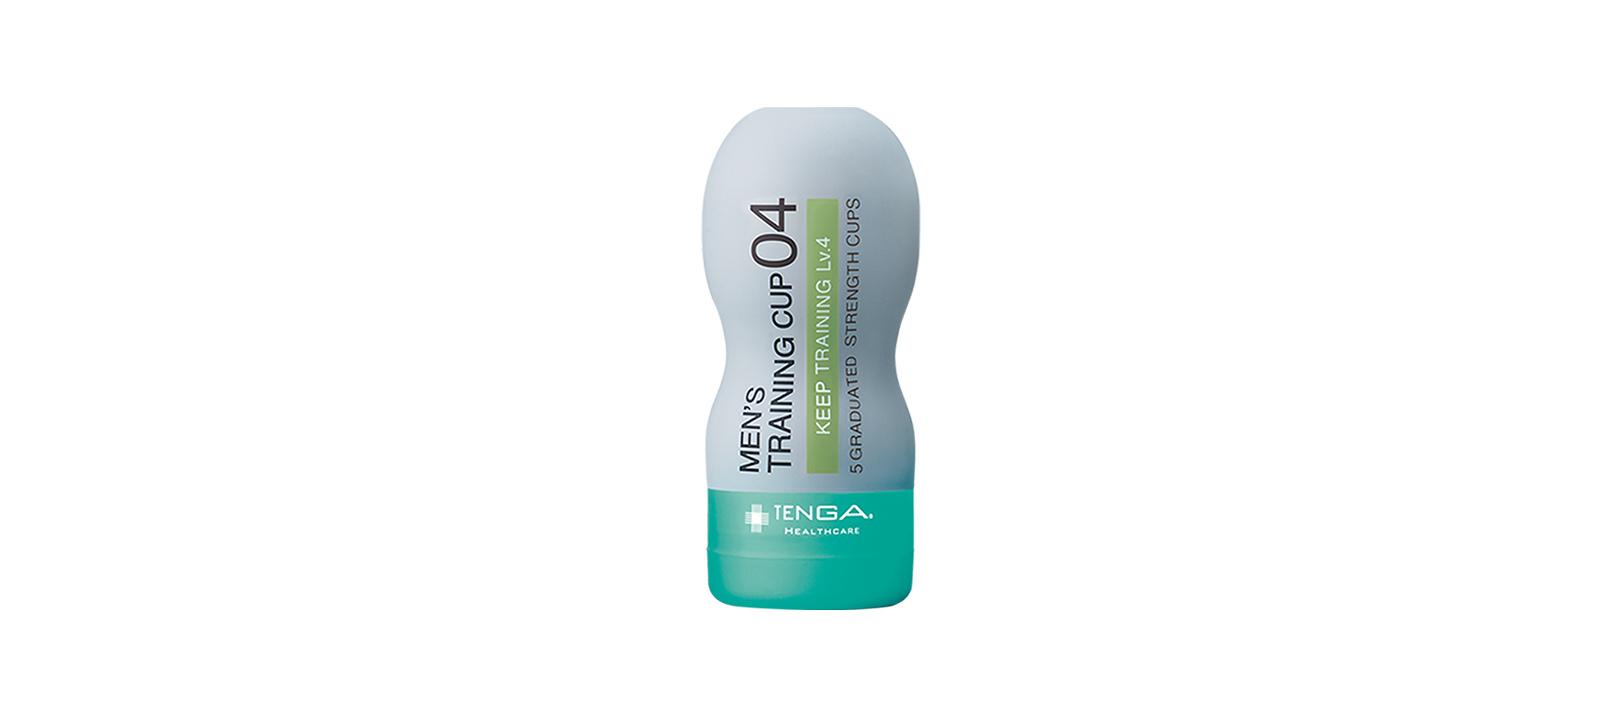 MEN'S
TRAINING CUP 04
KEEP TRAINING Lv.4
5 GRADUATED STRENGTH CUPS
TENGA®
HEALTHCARE